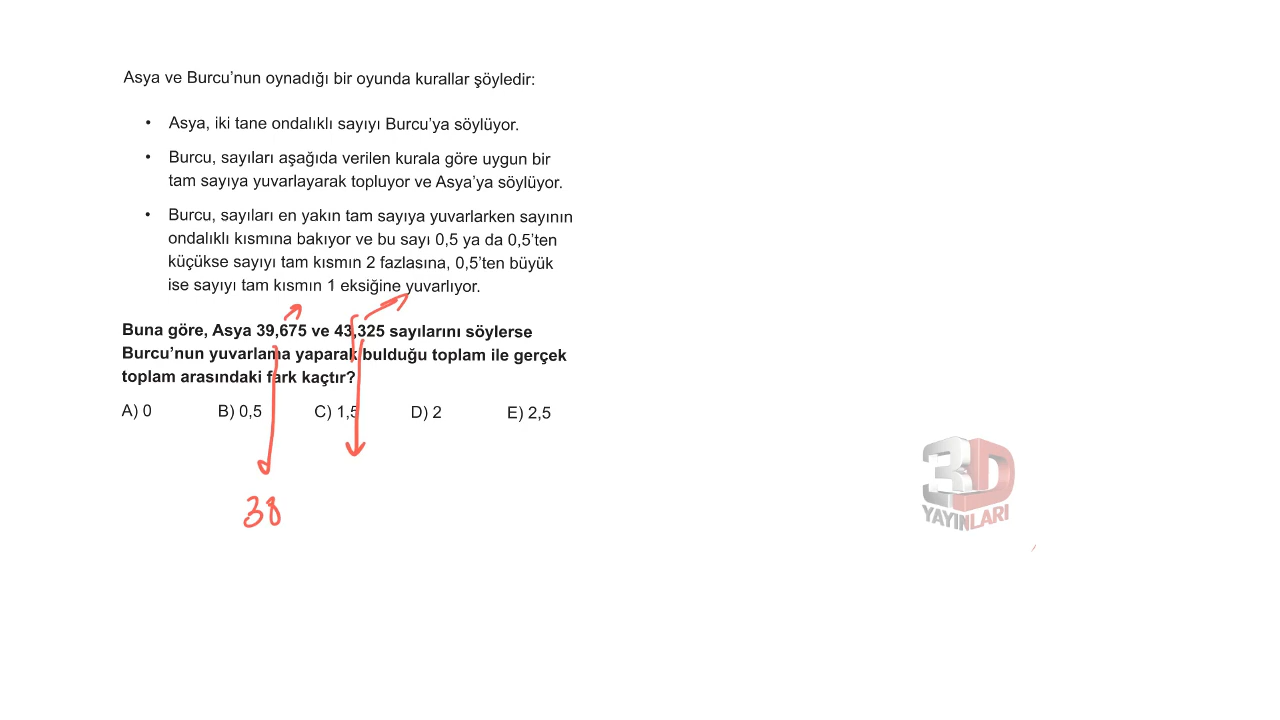 Asya ve Burcu'nun oynadığı bir oyunda kurallar şöyledir:
• Asya, iki tane ondalıklı sayıyı Burcu'ya söylüyor.
• Burcu, sayıları aşağıda verilen kurala göre uygun bir
tam sayıya yuvarlayarak topluyor ve Asya'ya söylüyor.
• Burcu, sayıları en yakın tam sayıya yuvarlarken sayının
ondalıklı kısmına bakıyor ve bu sayı 0,5 ya da 0,5'ten
küçükse sayıyı tam kısmın 2 fazlasına, 0,5'ten büyük
ise sayıyı tam kısmın 1 eksiğine yuvarlıyor.
Buna göre, Asya 39,675 ve 43,325 sayılarını söylerse
Burcu'nun yuvarlama yaparak bulduğu toplam ile gerçek
toplam arasındaki fark kaçtır?
A) 0 B) 0,5 C) 1,5 D) 2 E) 2,5
38
3D
YAYINLARI